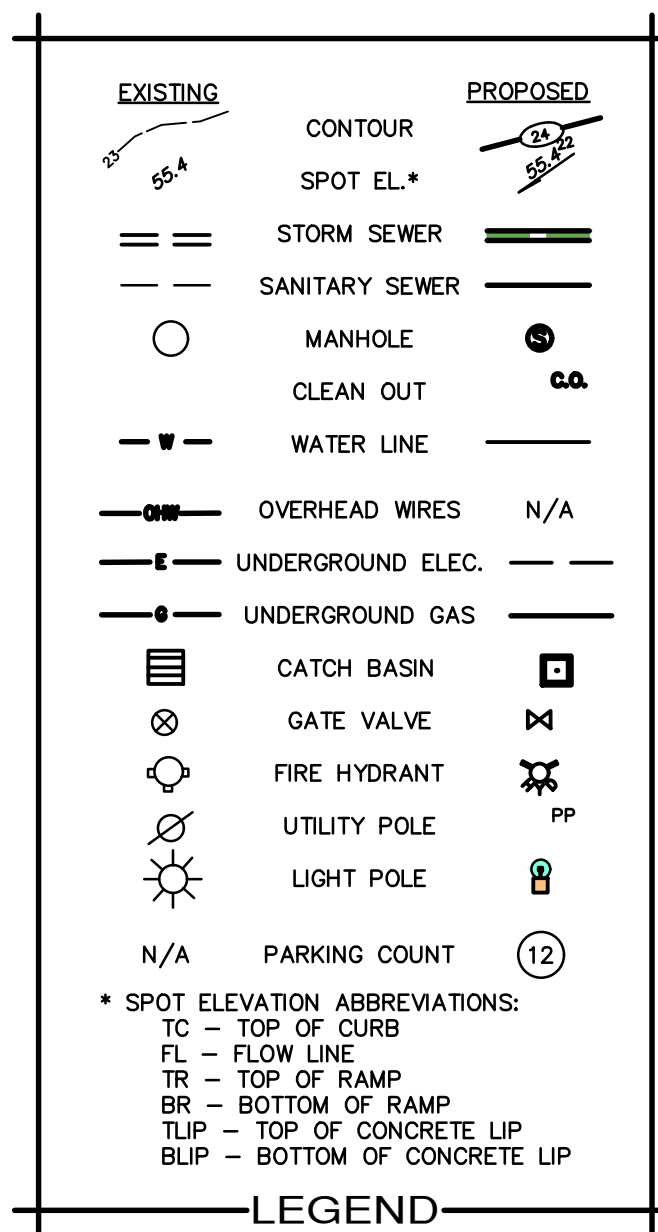 EXISTING PROPOSED
23 CONTOUR 24
55.4 SPOT EL.* 55.4 22
STORM SEWER
SANITARY SEWER
MANHOLE S
CLEAN OUT C.O.
W WATER LINE
OHW OVERHEAD WIRES N/A
E UNDERGROUND ELEC.
G UNDERGROUND GAS
CATCH BASIN
GATE VALVE
FIRE HYDRANT
UTILITY POLE PP
LIGHT POLE
N/A PARKING COUNT 12
* SPOT ELEVATION ABBREVIATIONS:
TC – TOP OF CURB
FL – FLOW LINE
TR – TOP OF RAMP
BR – BOTTOM OF RAMP
TLIP – TOP OF CONCRETE LIP
BLIP – BOTTOM OF CONCRETE LIP
LEGEND